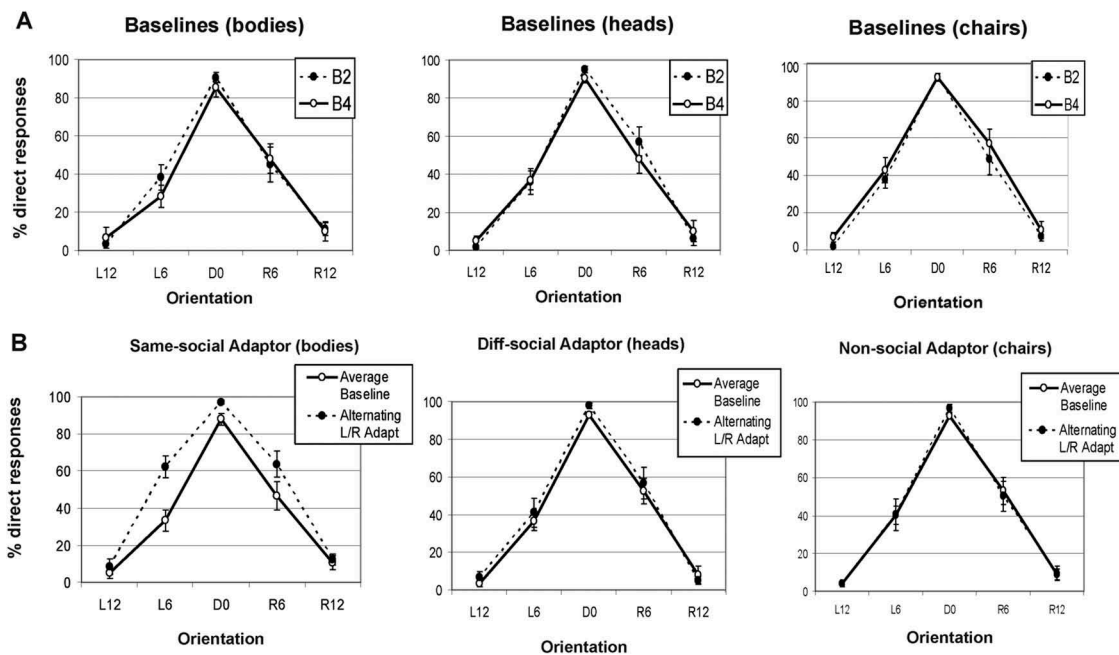 A
Baselines (bodies)
Baselines (heads)
Baselines (chairs)
% direct responses
100
80
60
40
20
0
B2
B4
L12 L6 D0 R6 R12
Orientation
100
80
60
40
20
0
B2
B4
L12 L6 D0 R6 R12
Orientation
100
80
60
40
20
0
B2
B4
L12 L6 D0 R6 R12
Orientation
B
Same-social Adaptor (bodies)
Diff-social Adaptor (heads)
Non-social Adaptor (chairs)
% direct responses
100
80
60
40
20
0
Average
Baseline
Alternating
L/R Adapt
L12 L6 D0 R6 R12
Orientation
100
80
60
40
20
0
Average
Baseline
Alternating
L/R Adapt
L12 L6 D0 R6 R12
Orientation
100
80
60
40
20
0
Average
Baseline
Alternating
L/R Adapt
L12 L6 D0 R6 R12
Orientation